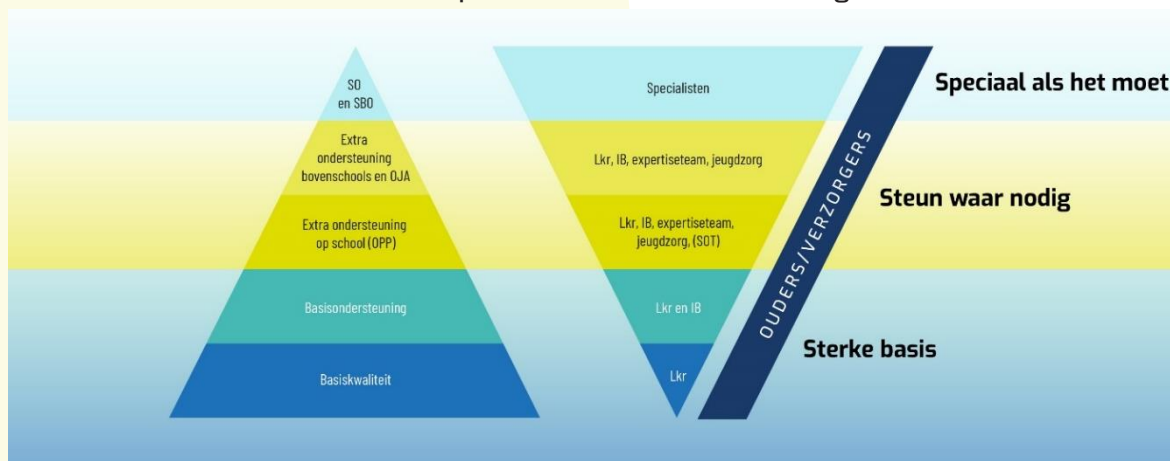 SO
en SBO
Extra
ondersteuning
bovenschools en OJA
Extra ondersteuning
op school (OPP)
Basisondersteuning
Basiskwaliteit
Specialisten
Lkr, IB, expertiseteam, jeugdzorg
Lkr, IB, expertiseteam,
jeugdzorg, (SOT)
Lkr en IB
Lkr
OUDERS/VERZORGERS
Speciaal als het moet
Steun waar nodig
Sterke basis